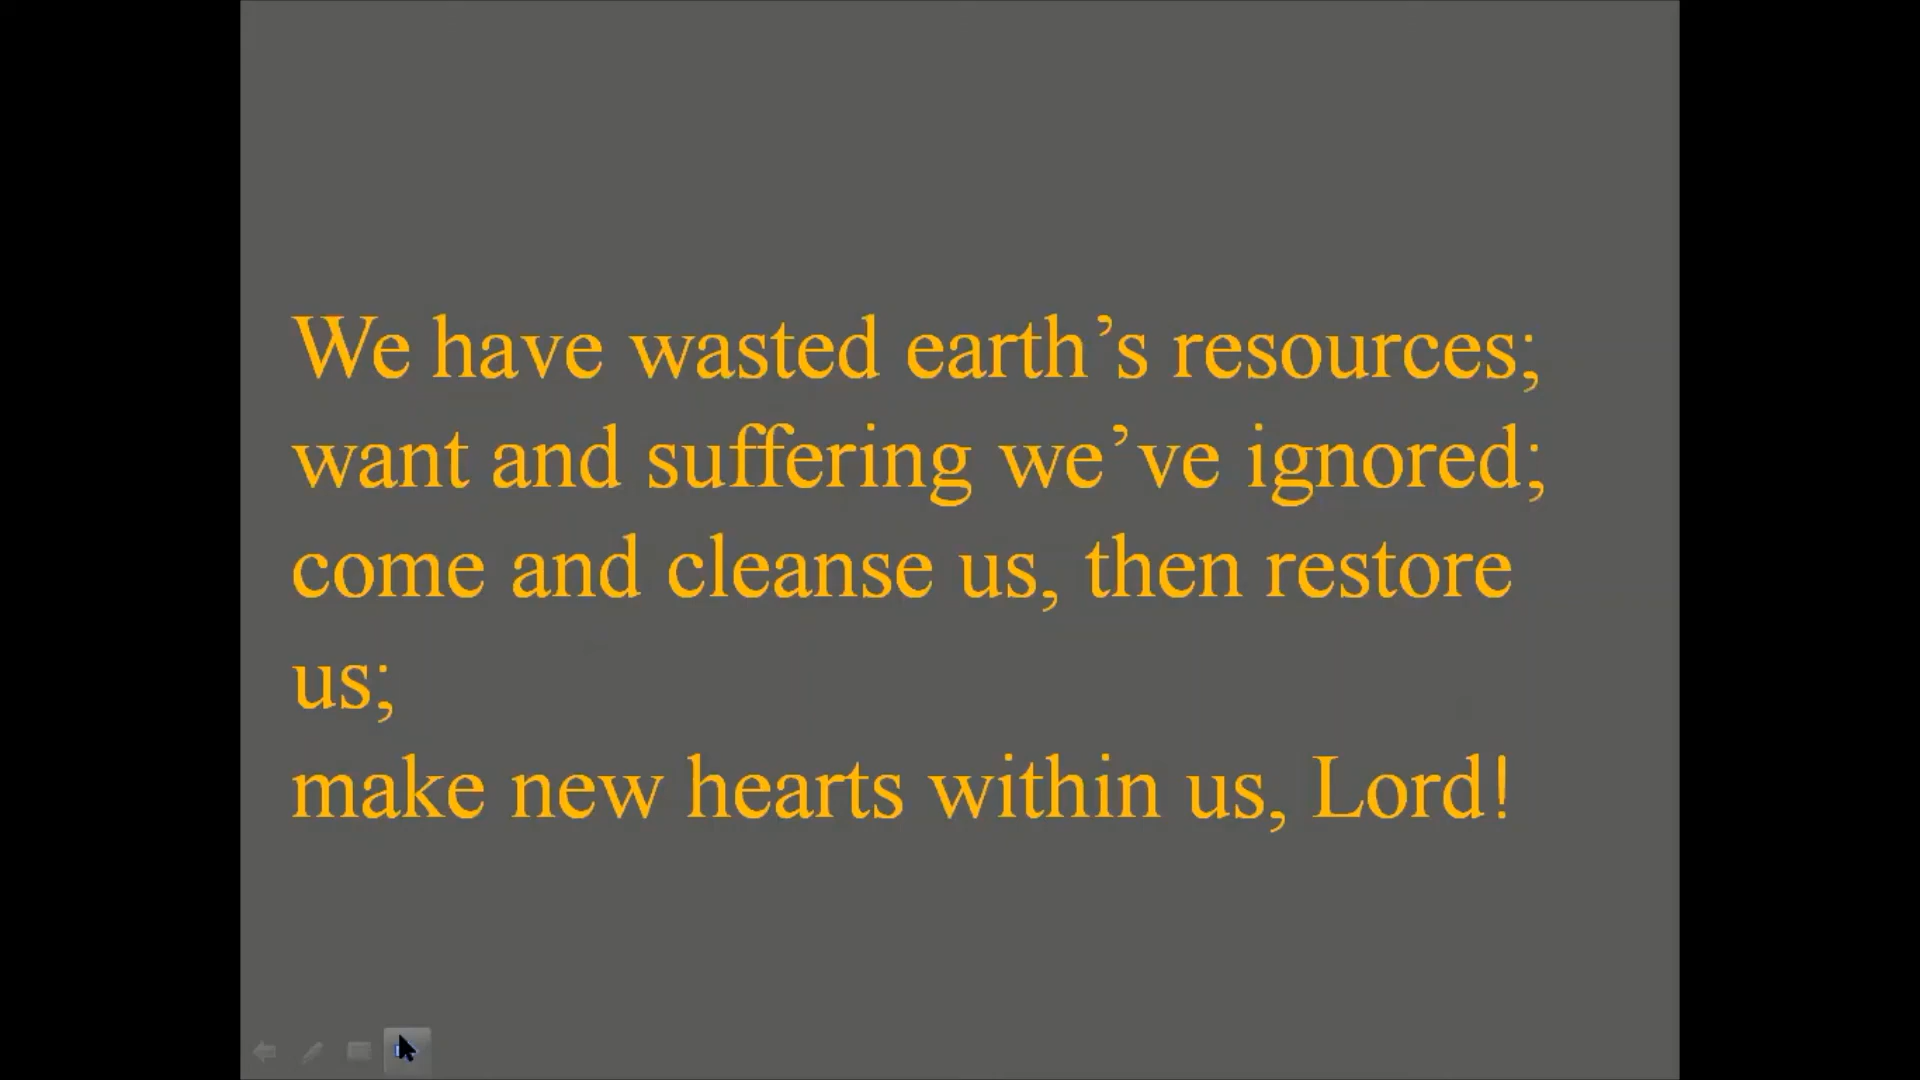 We have wasted earth’s resources;
want and suffering we’ve ignored;
come and cleanse us, then restore
us;
make new hearts within us, Lord!